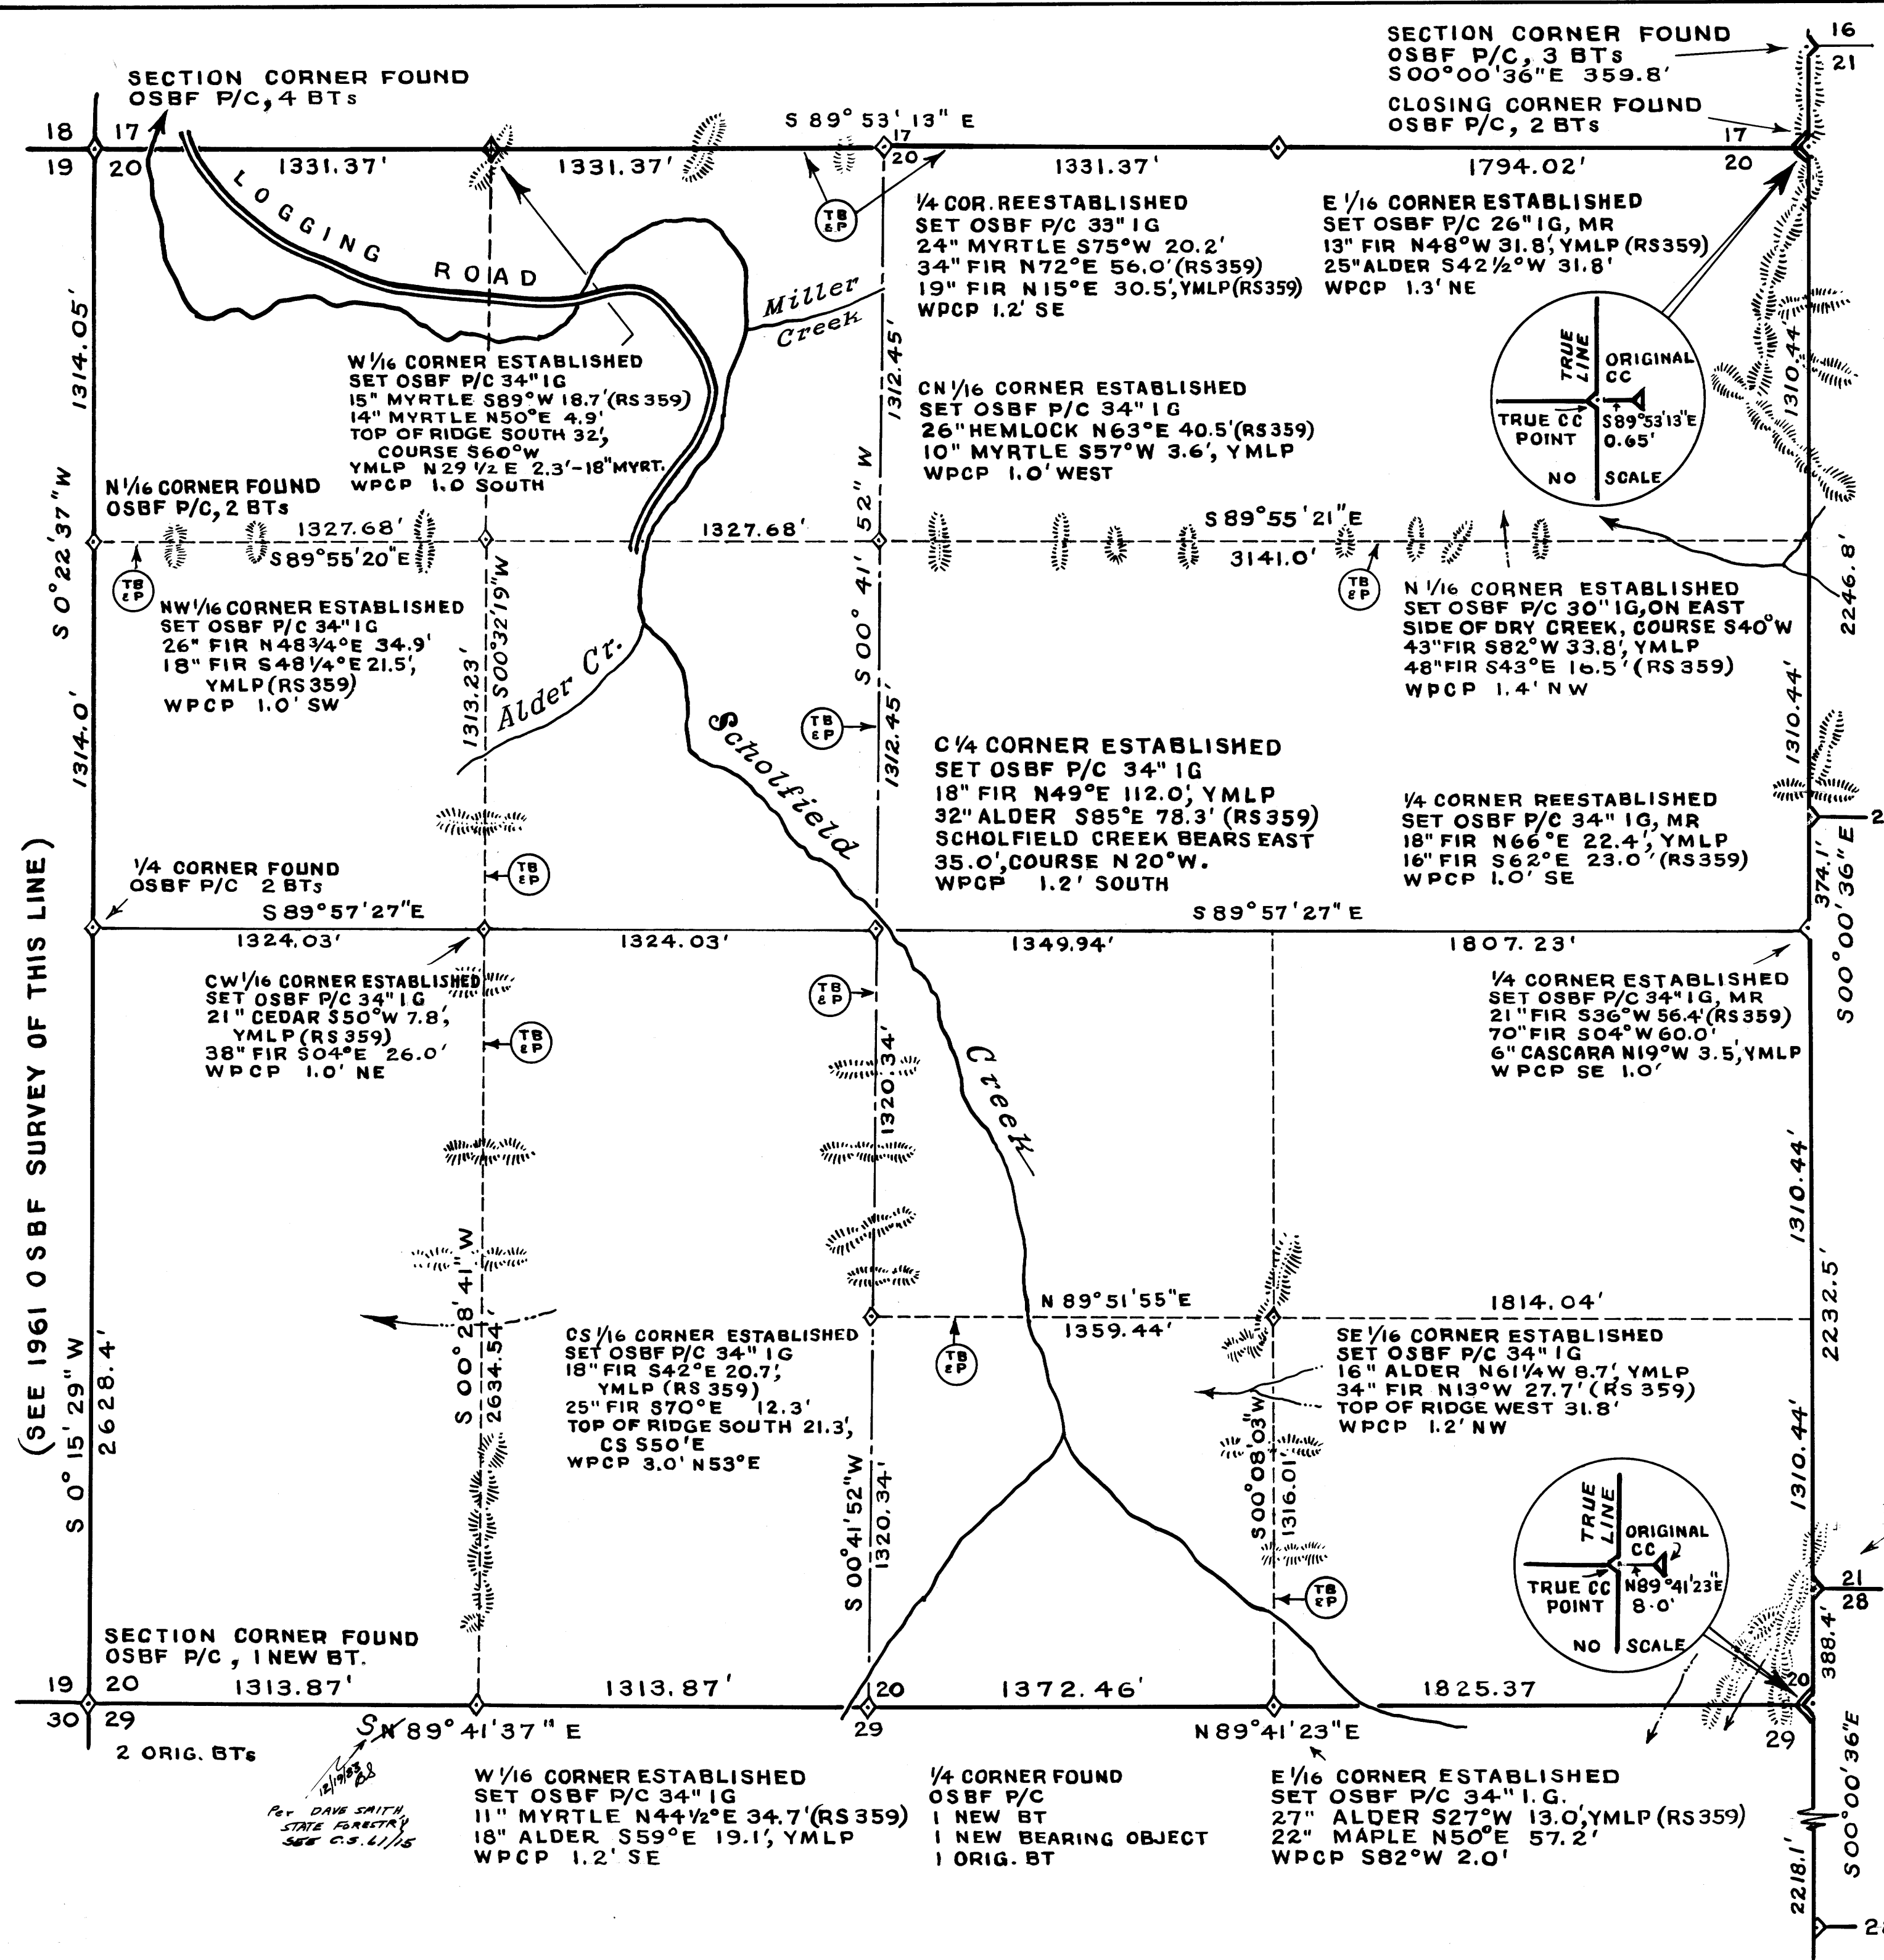 SECTION CORNER FOUND
OSBF P/C, 4 BTs
SECTION CORNER FOUND
OSBF P/C, 3 BTs
S00°00'36"E 359.8'
CLOSING CORNER FOUND
OSBF P/C, 2 BTs
16
21
18
17
19
20
S 89° 53' 13" E
17
20
17
20
1331.37'
1331.37'
1331.37'
1794.02'
LOGGING ROAD
TB & P
1/4 COR. REESTABLISHED
SET OSBF P/C 33" IG
24" MYRTLE S75°W 20.2'
34" FIR N72°E 56.0' (RS359)
19" FIR N15°E 30.5', YMLP(RS359)
WPCP 1.2' SE
E 1/16 CORNER ESTABLISHED
SET OSBF P/C 26" IG, MR
13" FIR N48°W 31.8', YMLP (RS359)
25" ALDER S42 1/2°W 31.8'
WPCP 1.3' NE
TRUE LINE
ORIGINAL CC
TRUE CC POINT
S89°53'13"E
0.65'
NO SCALE
1310.44'
Miller Creek
1314.05'
1312.45'
W 1/16 CORNER ESTABLISHED
SET OSBF P/C 34" IG
15" MYRTLE S89°W 18.7' (RS359)
14" MYRTLE N50°E 4.9'
TOP OF RIDGE SOUTH 32',
COURSE S60°W
YMLP N29 1/2 E 2.3'-18" MYRT.
WPCP 1.0 SOUTH
CN 1/16 CORNER ESTABLISHED
SET OSBF P/C 34" IG
26" HEMLOCK N63°E 40.5' (RS359)
10" MYRTLE S57°W 3.6', YMLP
WPCP 1.0' WEST
S 0°22'37"W
N 1/16 CORNER FOUND
OSBF P/C, 2 BTs
1327.68'
S89°55'20"E
1327.68'
S 00° 41' 52" W
S89°55'21"E
3141.0'
2246.8'
TB & P
TB & P
NW 1/16 CORNER ESTABLISHED
SET OSBF P/C 34" IG
26" FIR N48 3/4°E 34.9'
18" FIR S48 1/4°E 21.5',
YMLP (RS359)
WPCP 1.0' SW
S00°32'19"W
1313.23'
Alder Cr.
N 1/16 CORNER ESTABLISHED
SET OSBF P/C 30" IG, ON EAST
SIDE OF DRY CREEK, COURSE S40°W
43" FIR S82°W 33.8', YMLP
48" FIR S43°E 16.5' (RS359)
WPCP 1.4' NW
1314.0'
TB & P
1312.45'
1310.44'
Scholfield
C 1/4 CORNER ESTABLISHED
SET OSBF P/C 34" IG
18" FIR N49°E 112.0', YMLP
32" ALDER S85°E 78.3' (RS359)
SCHOLFIELD CREEK BEARS EAST
35.0', COURSE N20°W.
WPCP 1.2' SOUTH
1/4 CORNER REESTABLISHED
SET OSBF P/C 34" IG, MR
18" FIR N66°E 22.4', YMLP
16" FIR S62°E 23.0' (RS359)
WPCP 1.0' SE
2
374.1'
S00°00'36"E
(SEE 1961 OSBF SURVEY OF THIS LINE)
1/4 CORNER FOUND
OSBF P/C 2 BTs
TB & P
S89°57'27"E
1324.03'
1324.03'
S89°57'27"E
1349.94'
1807.23'
CW 1/16 CORNER ESTABLISHED
SET OSBF P/C 34" IG
21" CEDAR S50°W 7.8',
YMLP (RS359)
38" FIR S04°E 26.0'
WPCP 1.0' NE
TB & P
TB & P
1/4 CORNER ESTABLISHED
SET OSBF P/C 34" IG, MR
21" FIR S36°W 56.4' (RS359)
70" FIR S04°W 60.0'
6" CASCARA N19°W 3.5', YMLP
WPCP SE 1.0'
1320.34'
Creek
1310.44'
2232.5'
S 0°15'29" W
2628.4'
S 00°28'41" W
2634.54'
N 89°51'55"E
1359.44'
1814.04'
CS 1/16 CORNER ESTABLISHED
SET OSBF P/C 34" IG
18" FIR S42°E 20.7',
YMLP (RS 359)
25" FIR S70°E 12.3'
TOP OF RIDGE SOUTH 21.3',
CS S50'E
WPCP 3.0' N53°E
TB & P
SE 1/16 CORNER ESTABLISHED
SET OSBF P/C 34" IG
16" ALDER N61 1/4 W 8.7', YMLP
34" FIR N13°W 27.7' (RS 359)
TOP OF RIDGE WEST 31.8'
WPCP 1.2' NW
S 00°41'52"W
1320.34'
S00°08'03"W
1316.01'
1310.44'
TRUE LINE
ORIGINAL CC
TRUE CC POINT
N89°41'23"E
8.0'
NO SCALE
TB & P
21
28
388.4'
SECTION CORNER FOUND
OSBF P/C, 1 NEW BT.
19
20
30
29
1313.87'
1313.87'
20
29
1372.46'
1825.37
20
29
2 ORIG. BTs
S N 89°41'37"E
N89°41'23"E
12/19/83
Per DAVE SMITH,
STATE FORESTRY
SEE C.S. 61/15
W 1/16 CORNER ESTABLISHED
SET OSBF P/C 34" IG
11" MYRTLE N44 1/2°E 34.7' (RS359)
18" ALDER S59°E 19.1', YMLP
WPCP 1.2' SE
1/4 CORNER FOUND
OSBF P/C
1 NEW BT
1 NEW BEARING OBJECT
1 ORIG. BT
E 1/16 CORNER ESTABLISHED
SET OSBF P/C 34" I.G.
27" ALDER S27°W 13.0', YMLP (RS359)
22" MAPLE N50°E 57.2'
WPCP S82°W 2.0'
S00°00'36"E
2218.1'